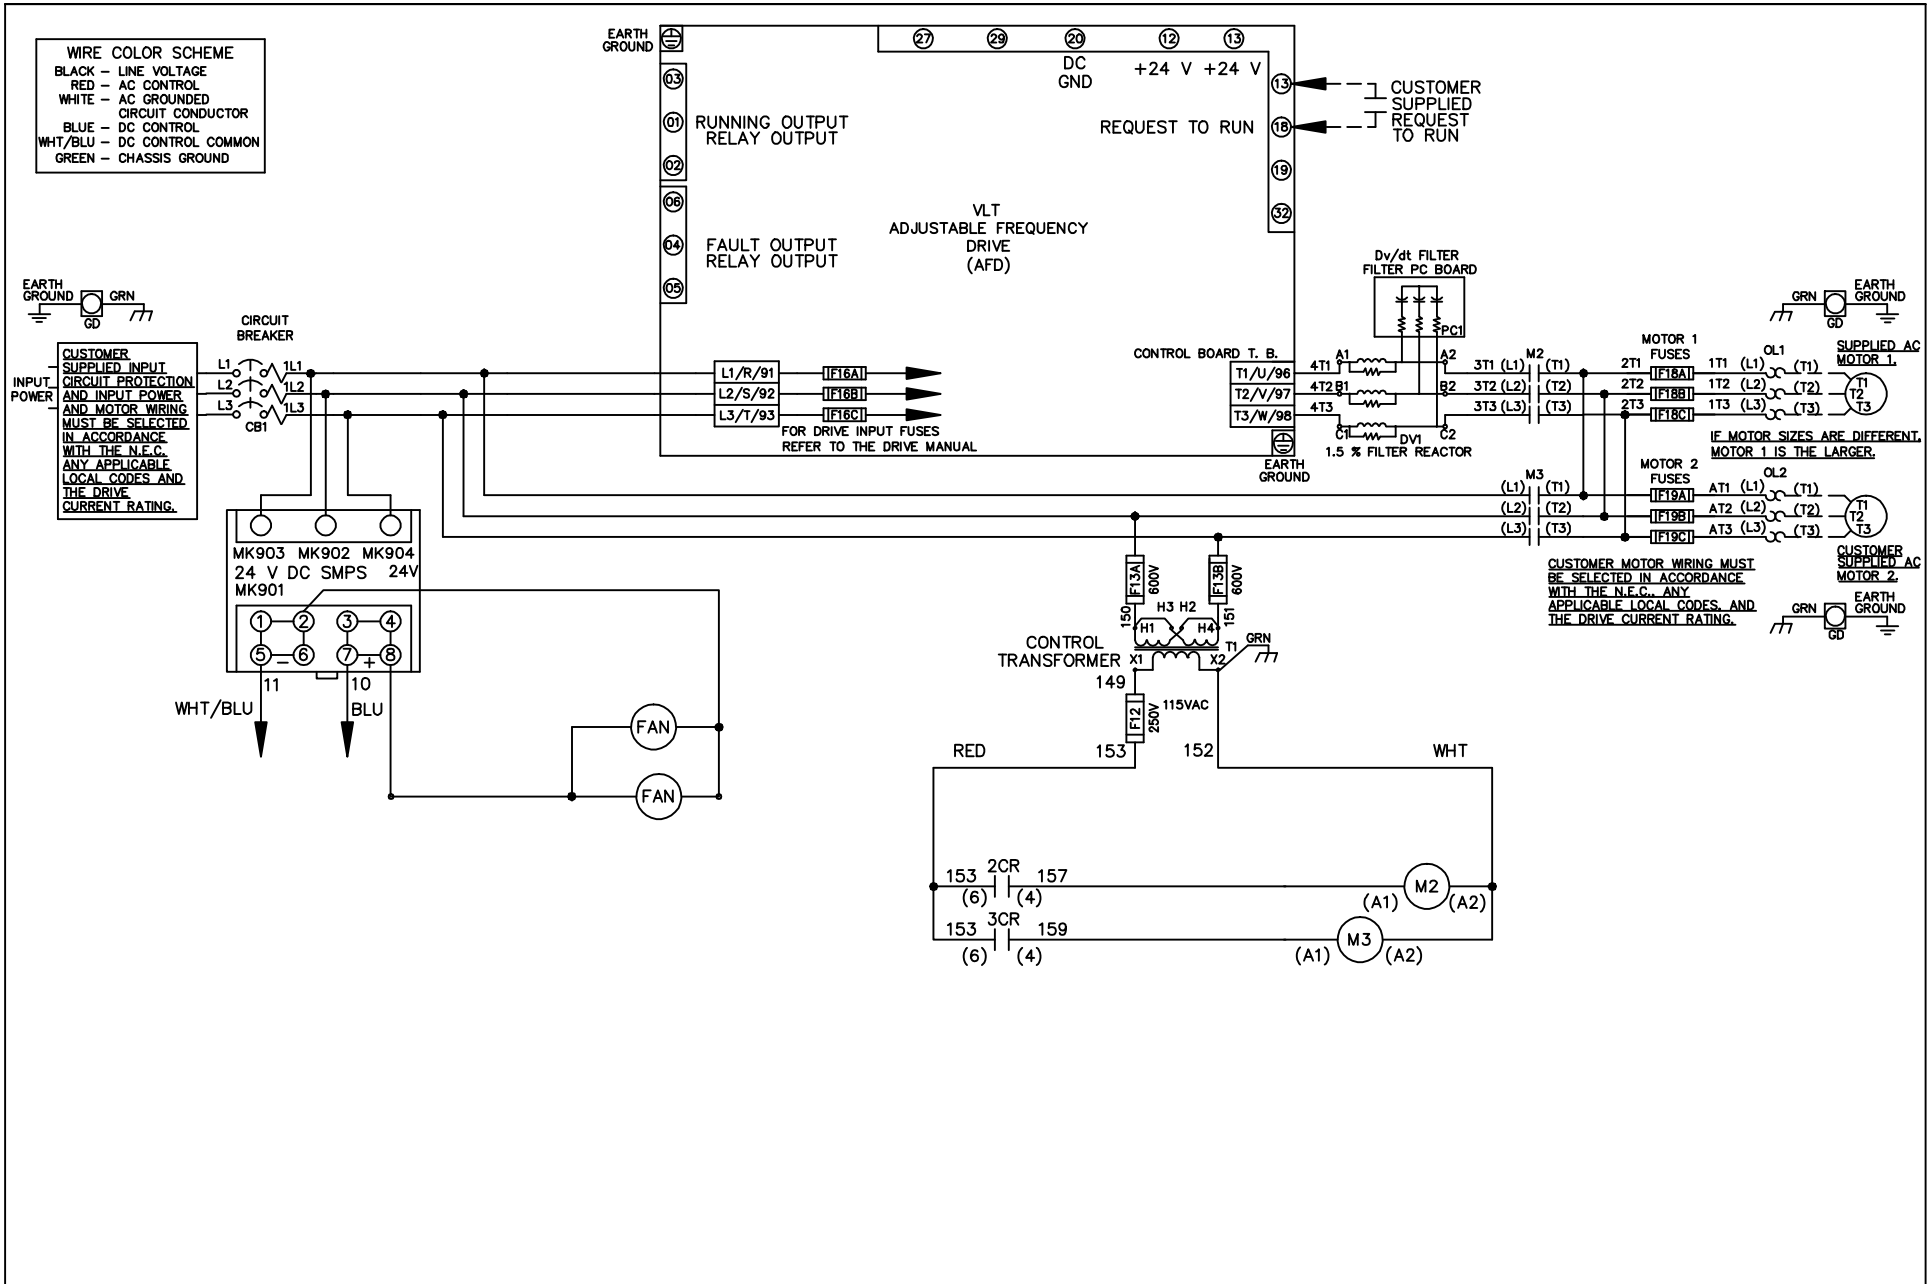 WIRE COLOR SCHEME
BLACK – LINE VOLTAGE
RED – AC CONTROL
WHITE – AC GROUNDED
CIRCUIT CONDUCTOR
BLUE – DC CONTROL
WHT/BLU – DC CONTROL COMMON
GREEN – CHASSIS GROUND
EARTH
GROUND
27 29 20 12 13
DC
GND
+24 V +24 V
03
01
02
RUNNING OUTPUT
RELAY OUTPUT
06
04
05
FAULT OUTPUT
RELAY OUTPUT
13
18
19
32
REQUEST TO RUN
CUSTOMER
SUPPLIED
REQUEST
TO RUN
VLT
ADJUSTABLE FREQUENCY
DRIVE
(AFD)
Dv/dt FILTER
FILTER PC BOARD
PC1
EARTH
GROUND
GRN
GD
INPUT
POWER
CUSTOMER
SUPPLIED INPUT
CIRCUIT PROTECTION
AND INPUT POWER
AND MOTOR WIRING
MUST BE SELECTED
IN ACCORDANCE
WITH THE N.E.C.
ANY APPLICABLE
LOCAL CODES AND
THE DRIVE
CURRENT RATING.
CIRCUIT
BREAKER
L1 1L1
L2 1L2
L3 1L3
CB1
L1/R/91 F16A
L2/S/92 F16B
L3/T/93 F16C
FOR DRIVE INPUT FUSES
REFER TO THE DRIVE MANUAL
CONTROL BOARD T. B.
T1/U/96
T2/V/97
T3/W/98
EARTH
GROUND
4T1 A1 A2
4T2 B1 B2
4T3 C1 C2
DV1
1.5 % FILTER REACTOR
M2
3T1 (L1) (T1)
3T2 (L2) (T2)
3T3 (L3) (T3)
MOTOR 1
FUSES
2T1 F18A 1T1 (L1) (T1)
2T2 F18B 1T2 (L2) (T2)
2T3 F18C 1T3 (L3) (T3)
OL1
GRN
GD
EARTH
GROUND
SUPPLIED AC
MOTOR 1.
T1
T2
T3
IF MOTOR SIZES ARE DIFFERENT,
MOTOR 1 IS THE LARGER.
M3
(L1) (T1)
(L2) (T2)
(L3) (T3)
MOTOR 2
FUSES
F19A AT1 (L1) (T1)
F19B AT2 (L2) (T2)
F19C AT3 (L3) (T3)
OL2
T1
T2
T3
CUSTOMER
SUPPLIED AC
MOTOR 2.
CUSTOMER MOTOR WIRING MUST
BE SELECTED IN ACCORDANCE
WITH THE N.E.C., ANY
APPLICABLE LOCAL CODES, AND
THE DRIVE CURRENT RATING.
GRN
GD
EARTH
GROUND
MK903 MK902 MK904
24 V DC SMPS 24V
MK901
1 2 3 4
5 – 6 7 + 8
11 10
WHT/BLU
BLU
FAN
FAN
F13A
600V
F13B
600V
150
151
H3 H2
H1 H4
CONTROL
TRANSFORMER
X1 X2
T1
GRN
149
F12
250V
115VAC
RED
153
152
WHT
2CR
153 157
(6) (4)
M2
(A1) (A2)
3CR
153 159
(6) (4)
M3
(A1) (A2)